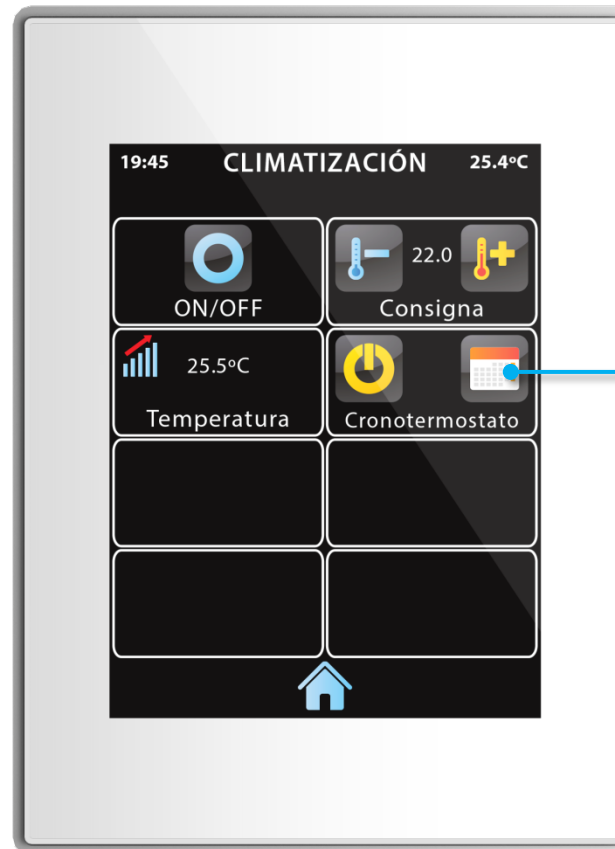 19:45 CLIMATIZACIÓN 25.4ºC
22.0
ON/OFF Consigna
25.5ºC
Temperatura Cronotermostato